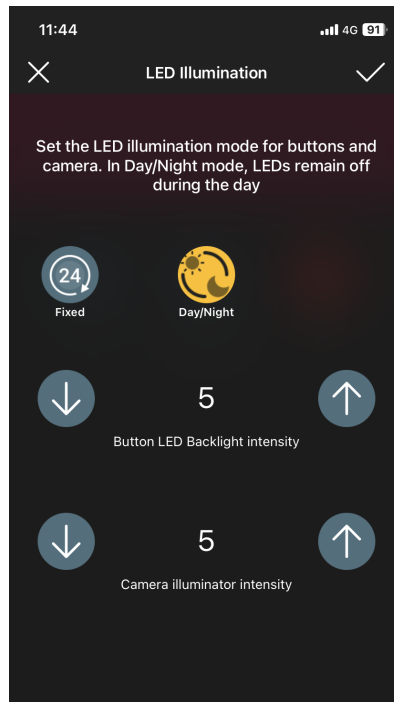 11:44
4G 91
LED Illumination
Set the LED illumination mode for buttons and
camera. In Day/Night mode, LEDs remain off
during the day
24
Fixed
Day/Night
5
Button LED Backlight intensity
5
Camera illuminator intensity